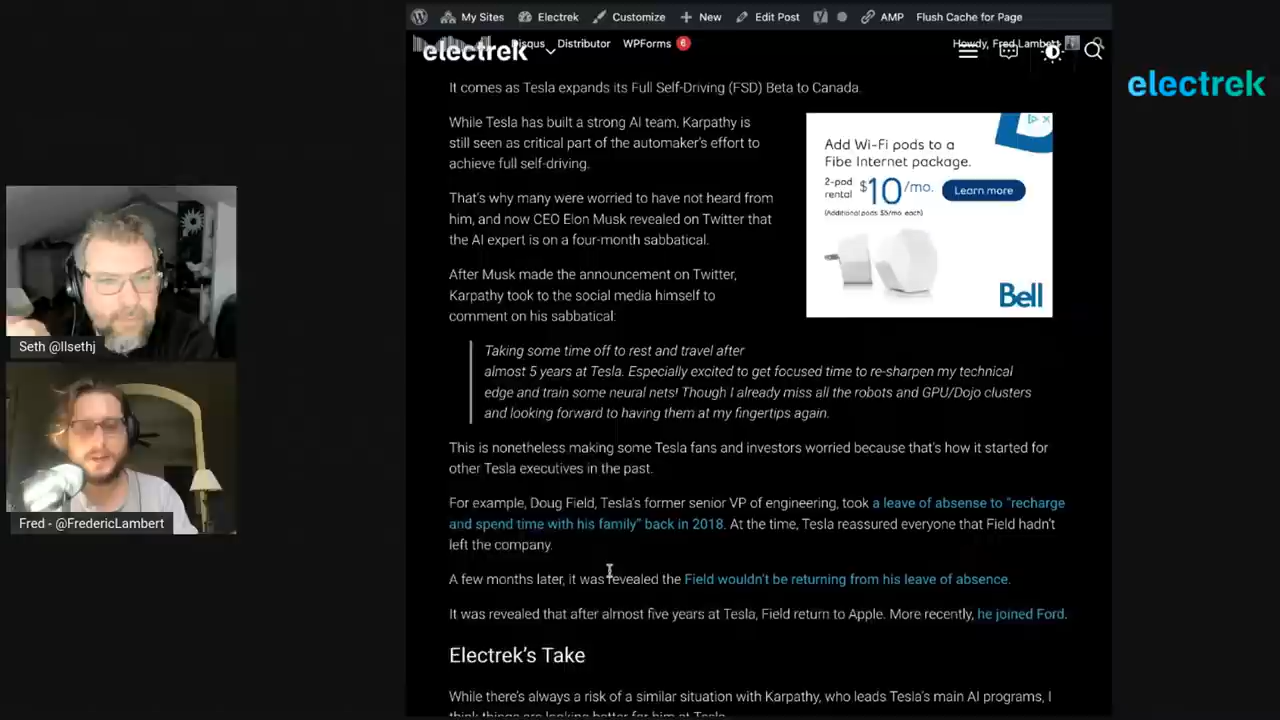 My Sites Electrek Customize + New Edit Post AMP Flush Cache for Page
Disqus Distributor WPForms 6 Howdy, Fred Lambert
electrek
electrek
It comes as Tesla expands its Full Self-Driving (FSD) Beta to Canada.
While Tesla has built a strong AI team, Karpathy is
still seen as critical part of the automaker's effort to
achieve full self-driving.
That's why many were worried to have not heard from
him, and now CEO Elon Musk revealed on Twitter that
the AI expert is on a four-month sabbatical.
After Musk made the announcement on Twitter,
Karpathy took to the social media himself to
comment on his sabbatical:
Add Wi-Fi pods to a
Fibe Internet package.
2-pod
rental $10/mo. Learn more
(Additional pods $5/mo. each)
Bell
Taking some time off to rest and travel after
almost 5 years at Tesla. Especially excited to get focused time to re-sharpen my technical
edge and train some neural nets! Though I already miss all the robots and GPU/Dojo clusters
and looking forward to having them at my fingertips again.
This is nonetheless making some Tesla fans and investors worried because that's how it started for
other Tesla executives in the past.
For example, Doug Field, Tesla's former senior VP of engineering, took a leave of absense to "recharge
and spend time with his family" back in 2018. At the time, Tesla reassured everyone that Field hadn't
left the company.
A few months later, it was revealed the Field wouldn't be returning from his leave of absence.
It was revealed that after almost five years at Tesla, Field return to Apple. More recently, he joined Ford.
Electrek's Take
While there's always a risk of a similar situation with Karpathy, who leads Tesla's main AI programs, I
think things are looking better for him at Tesla.
Seth @llsethj
Fred - @FredericLambert